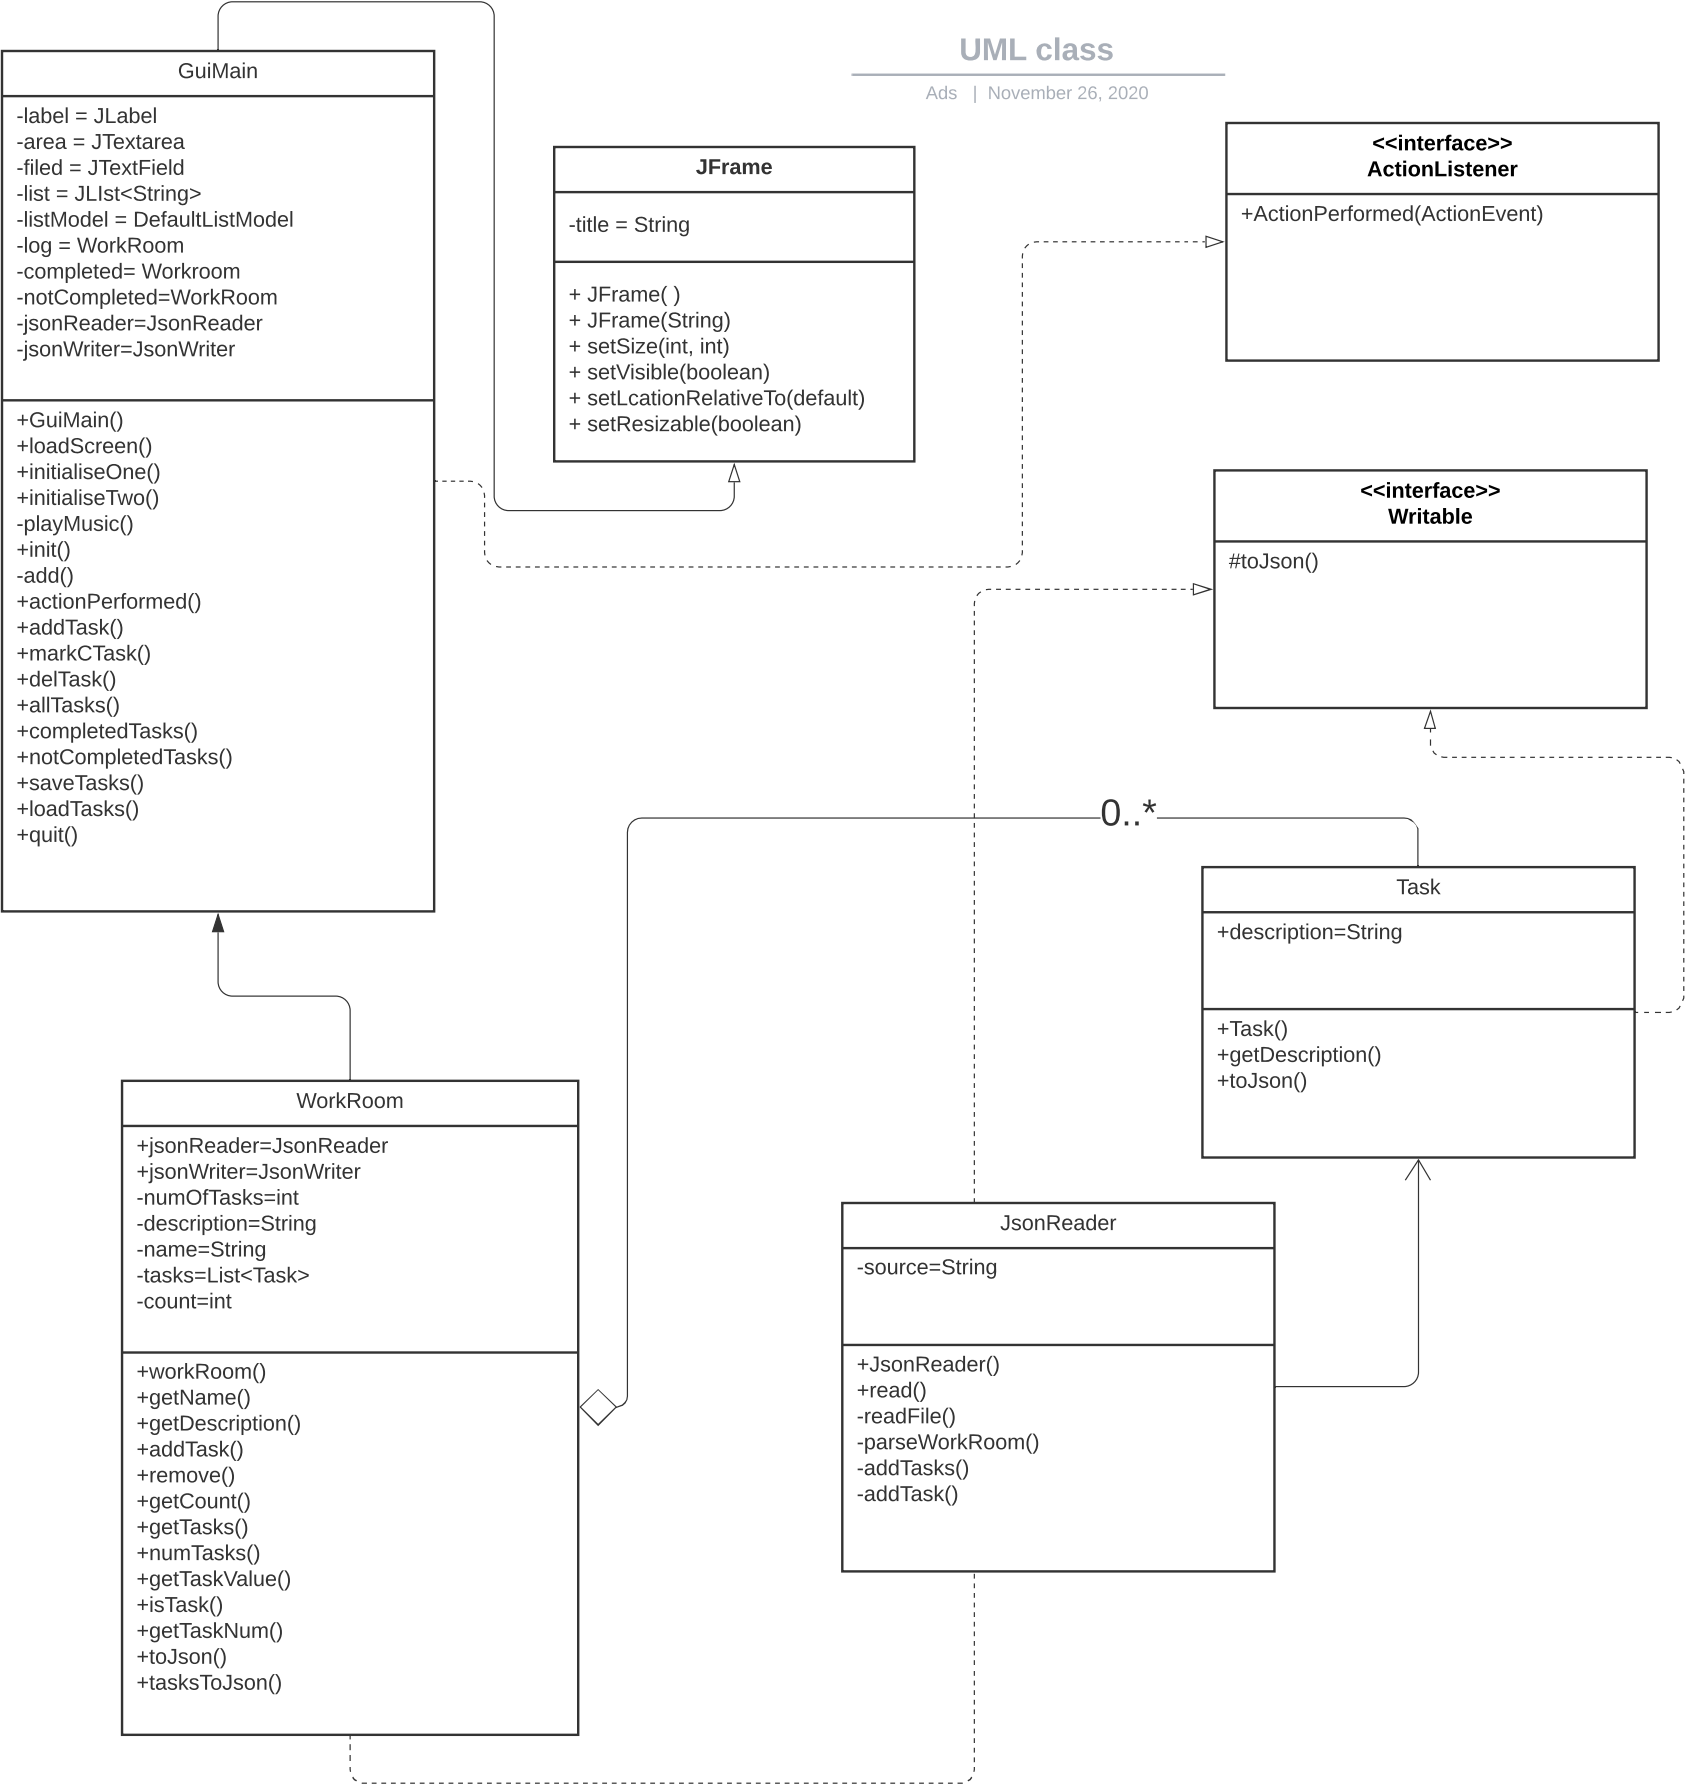 UML class
Ads | November 26, 2020
GuiMain
-label = JLabel
-area = JTextarea
-filed = JTextField
-list = JLIst<String>
-listModel = DefaultListModel
-log = WorkRoom
-completed= Workroom
-notCompleted=WorkRoom
-jsonReader=JsonReader
-jsonWriter=JsonWriter
+GuiMain()
+loadScreen()
+initialiseOne()
+initialiseTwo()
-playMusic()
+init()
-add()
+actionPerformed()
+addTask()
+markCTask()
+delTask()
+allTasks()
+completedTasks()
+notCompletedTasks()
+saveTasks()
+loadTasks()
+quit()
JFrame
-title = String
+ JFrame( )
+ JFrame(String)
+ setSize(int, int)
+ setVisible(boolean)
+ setLcationRelativeTo(default)
+ setResizable(boolean)
<<interface>>
ActionListener
+ActionPerformed(ActionEvent)
<<interface>>
Writable
#toJson()
0..*
Task
+description=String
+Task()
+getDescription()
+toJson()
WorkRoom
+jsonReader=JsonReader
+jsonWriter=JsonWriter
-numOfTasks=int
-description=String
-name=String
-tasks=List<Task>
-count=int
+workRoom()
+getName()
+getDescription()
+addTask()
+remove()
+getCount()
+getTasks()
+numTasks()
+getTaskValue()
+isTask()
+getTaskNum()
+toJson()
+tasksToJson()
JsonReader
-source=String
+JsonReader()
+read()
-readFile()
-parseWorkRoom()
-addTasks()
-addTask()